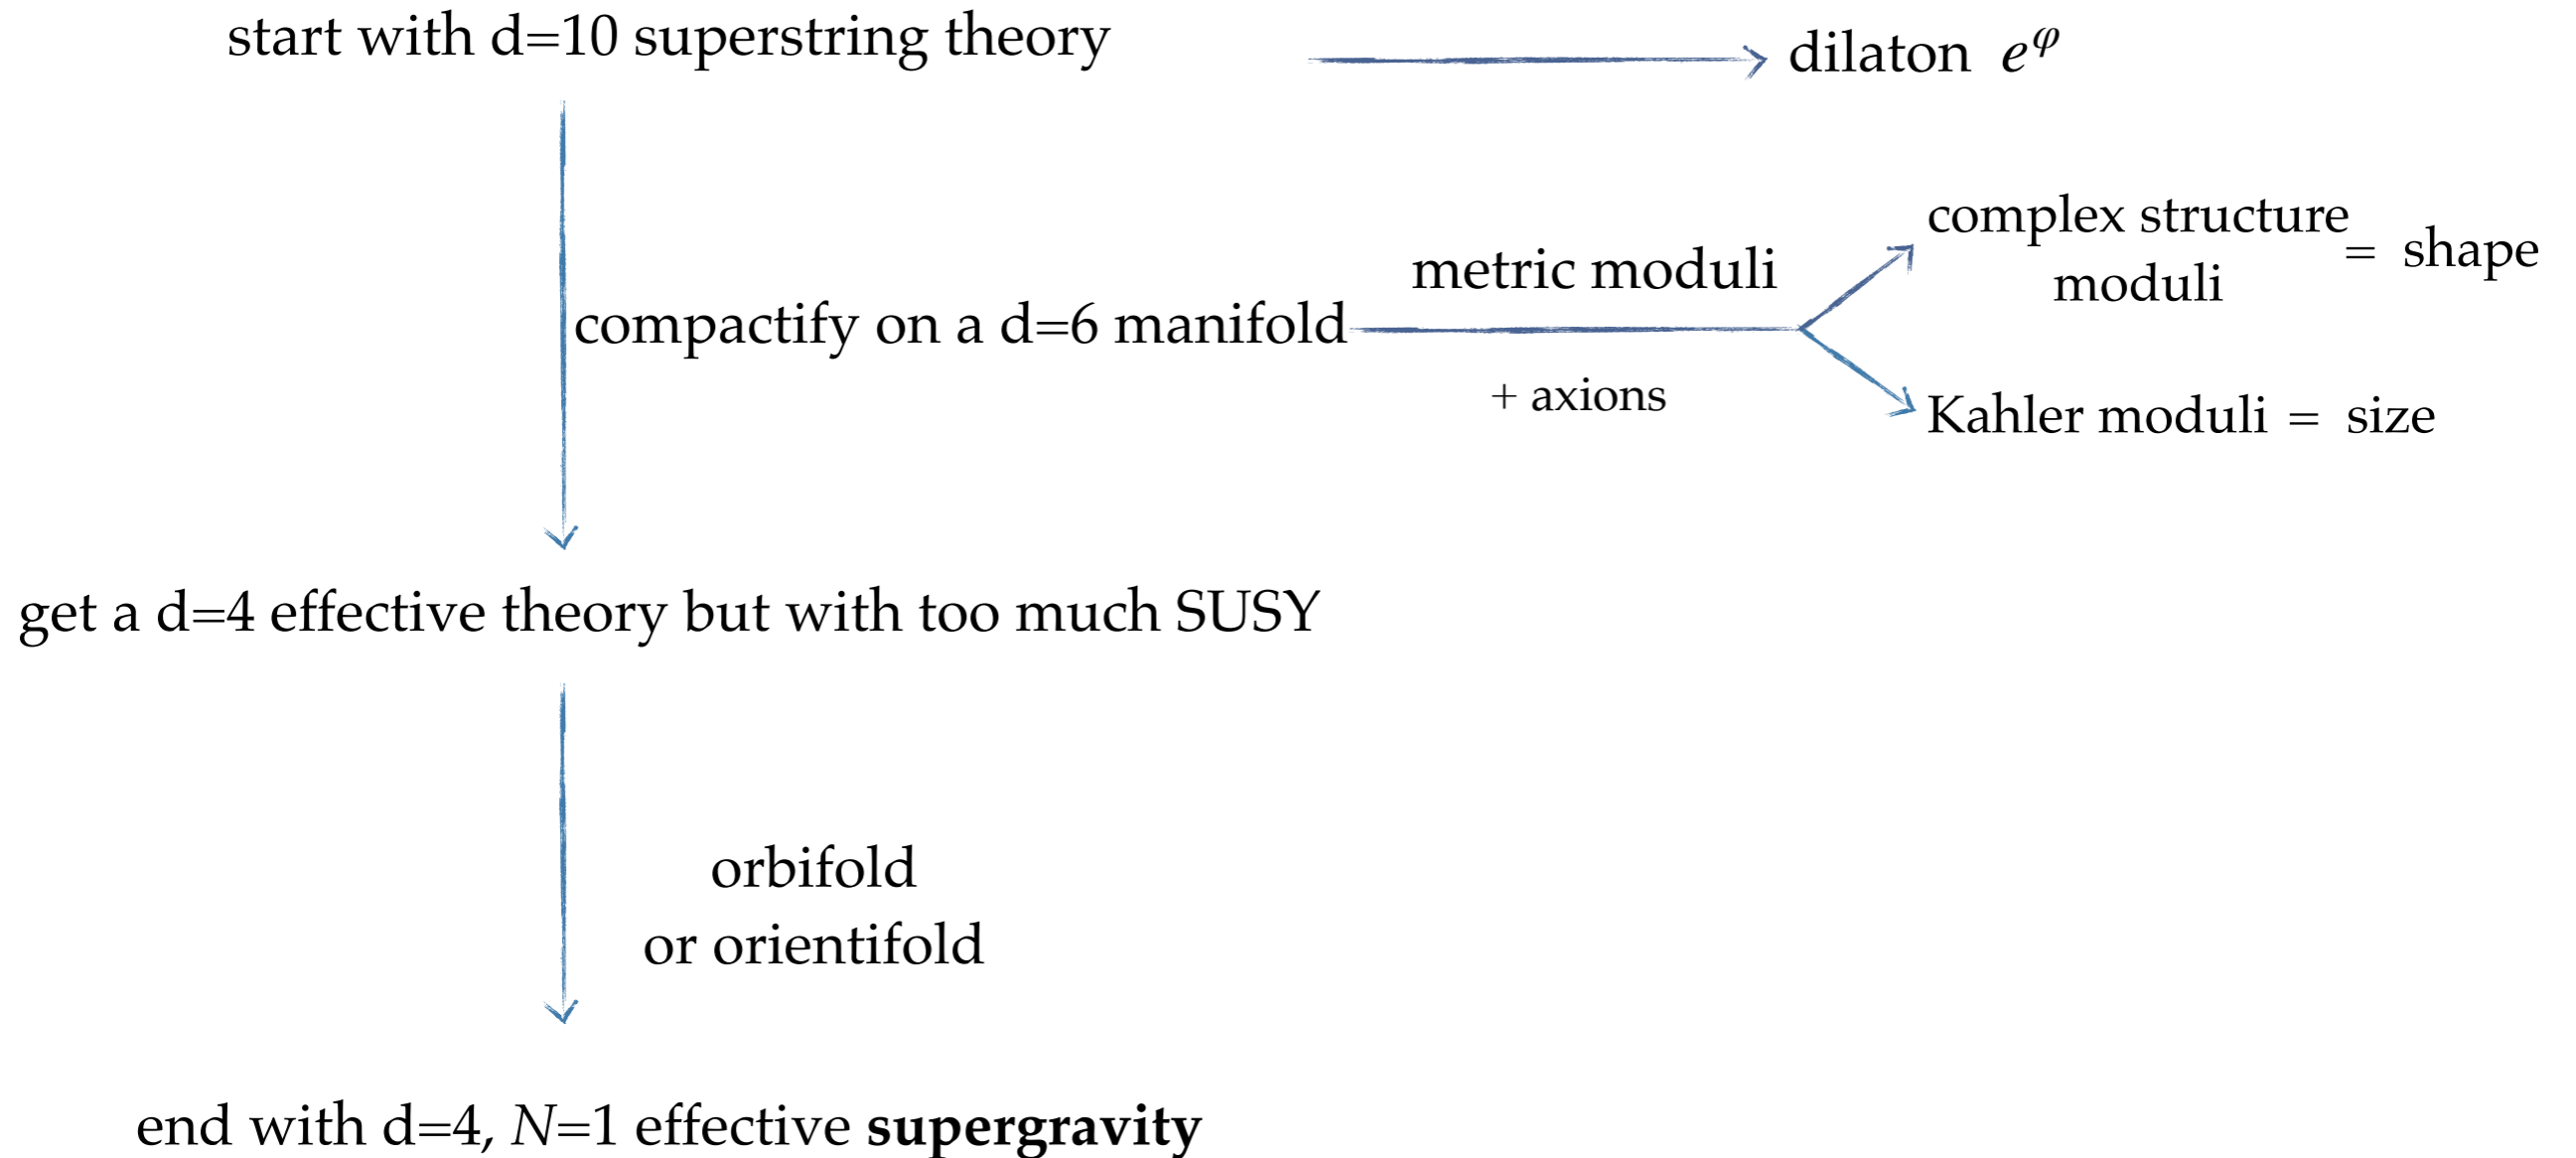 start with d=10 superstring theory
dilaton e^φ
compactify on a d=6 manifold
metric moduli
+ axions
complex structure
moduli
= shape
Kahler moduli = size
get a d=4 effective theory but with too much SUSY
orbifold
or orientifold
end with d=4, N=1 effective supergravity